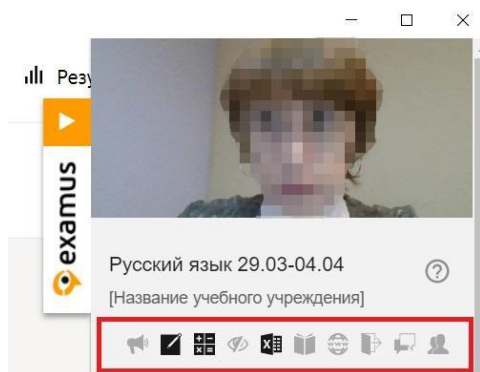 Резу
examus
Русский язык 29.03-04.04
[Название учебного учреждения]